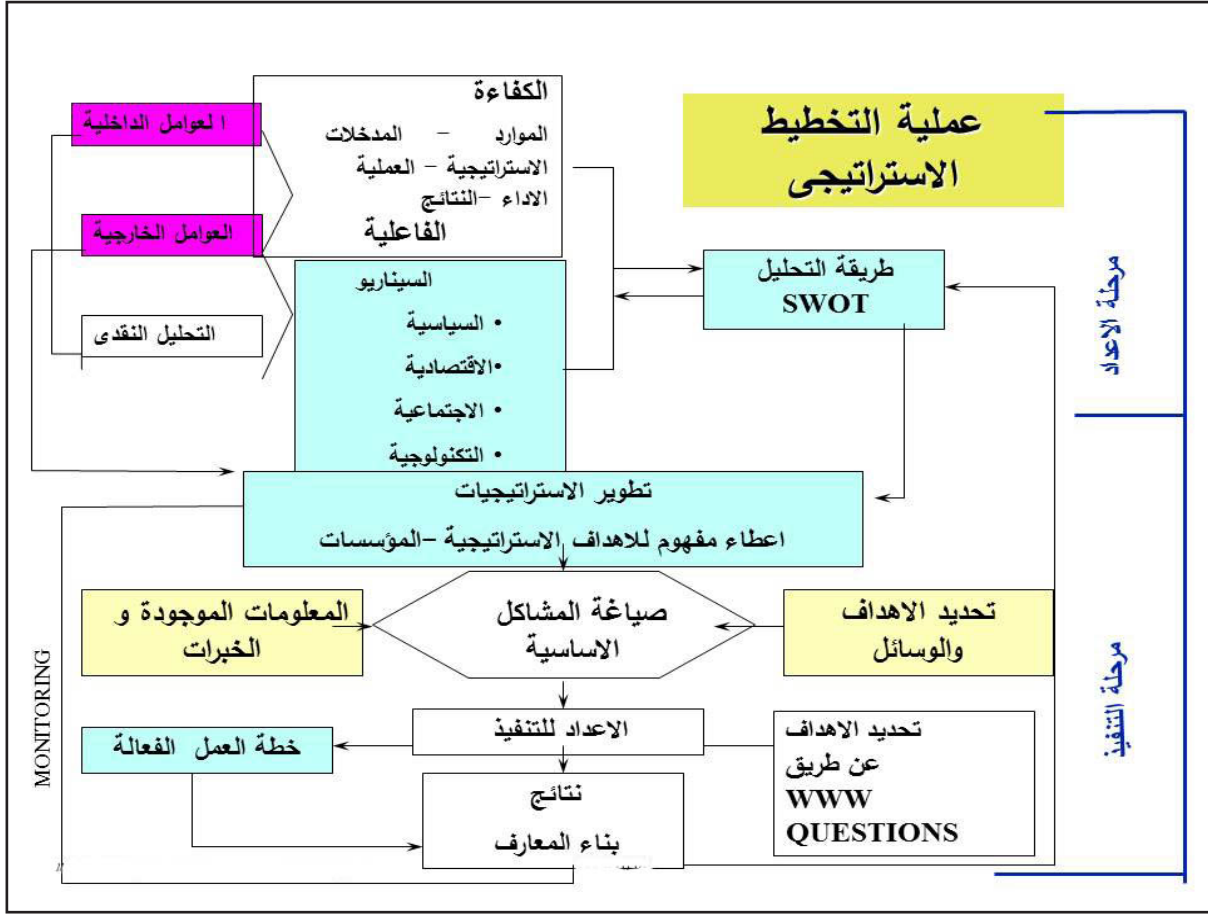 عملية التخطيط
الاستراتيجى
الكفاءة
الموارد – المدخلات
الاستراتيجية – العملية
الاداء –النتائج
الفاعلية
ا لعوامل الداخلية
العوامل الخارجية
التحليل النقدى
السيناريو
• السياسية
•الاقتصادية
• الاجتماعية
• التكنولوجية
طريقة التحليل
SWOT
مرحلة الاعداد
تطوير الاستراتيجيات
اعطاء مفهوم للاهداف الاستراتيجية –المؤسسات
تحديد الاهداف
والوسائل
صياغة المشاكل
الاساسية
المعلومات الموجودة و
الخبرات
الاعداد للتنفيذ
خطة العمل الفعالة
تحديد الاهداف
عن طريق
WWW
QUESTIONS
نتائج
بناء المعارف
مرحلة التنفيذ
MONITORING